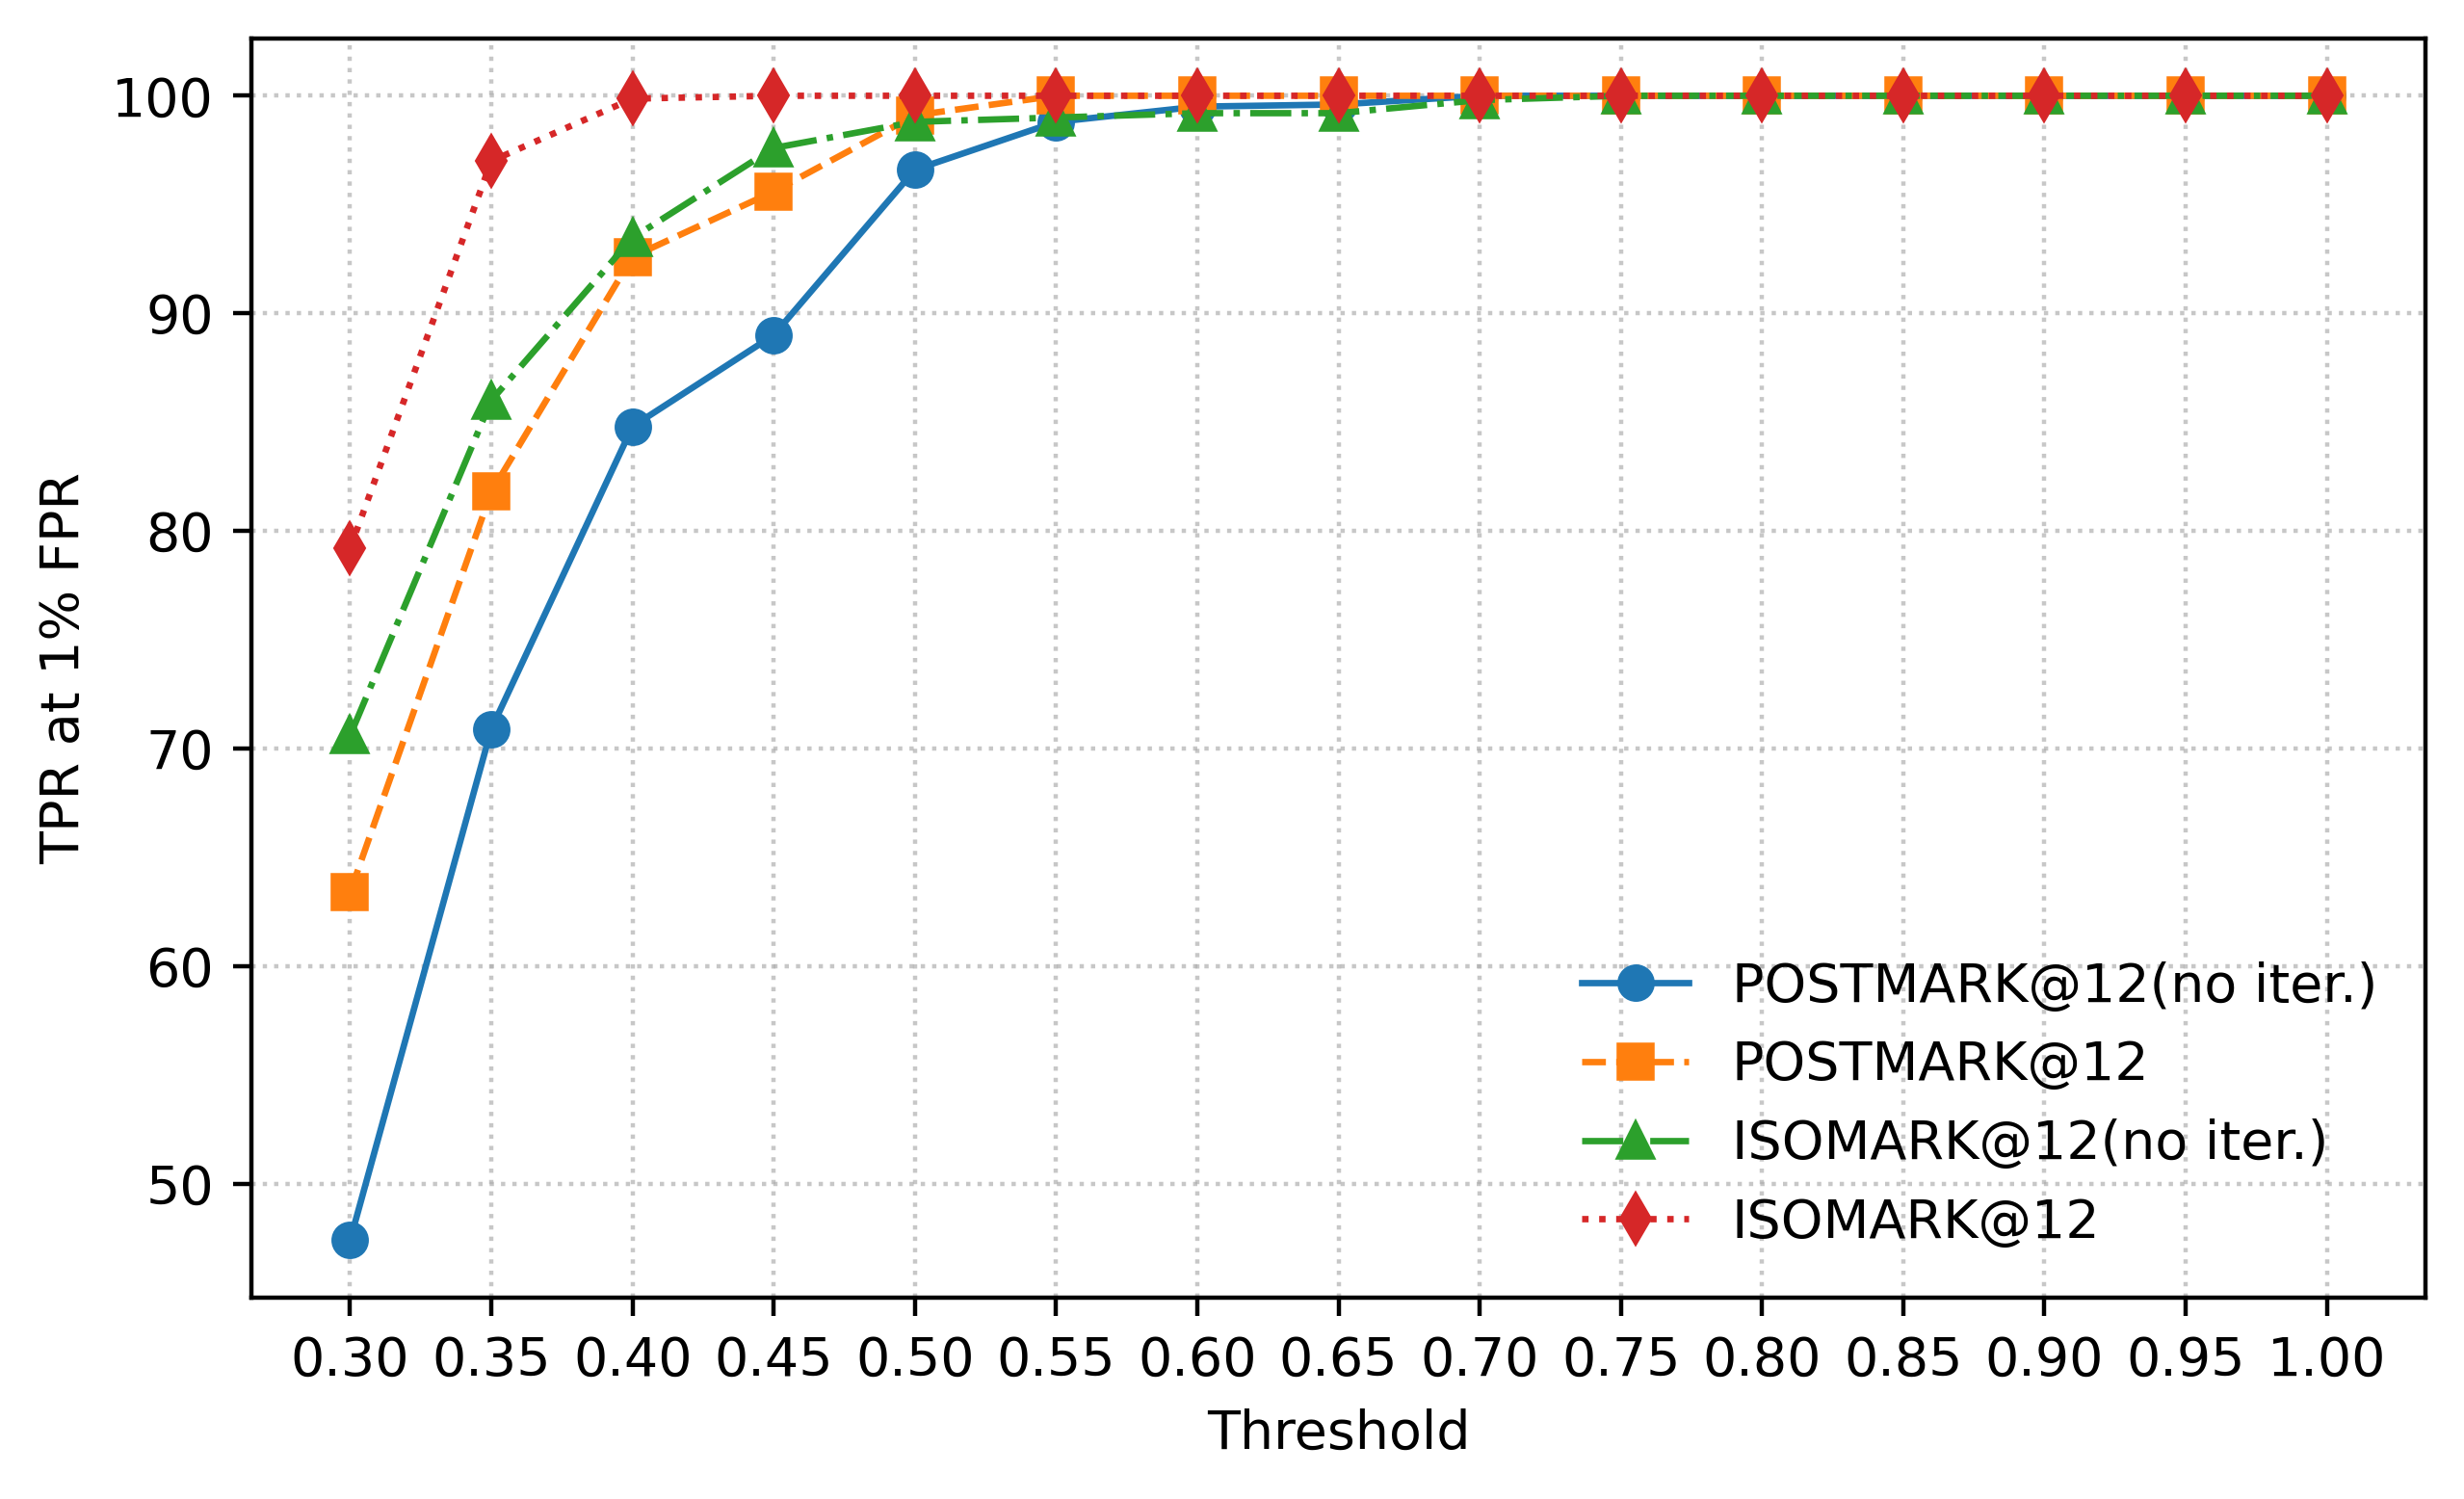 TPR at 1% FPR
100
90
80
70
60
50
POSTMARK@12(no iter.)
POSTMARK@12
ISOMARK@12(no iter.)
ISOMARK@12
0.30 0.35 0.40 0.45 0.50 0.55 0.60 0.65 0.70 0.75 0.80 0.85 0.90 0.95 1.00
Threshold